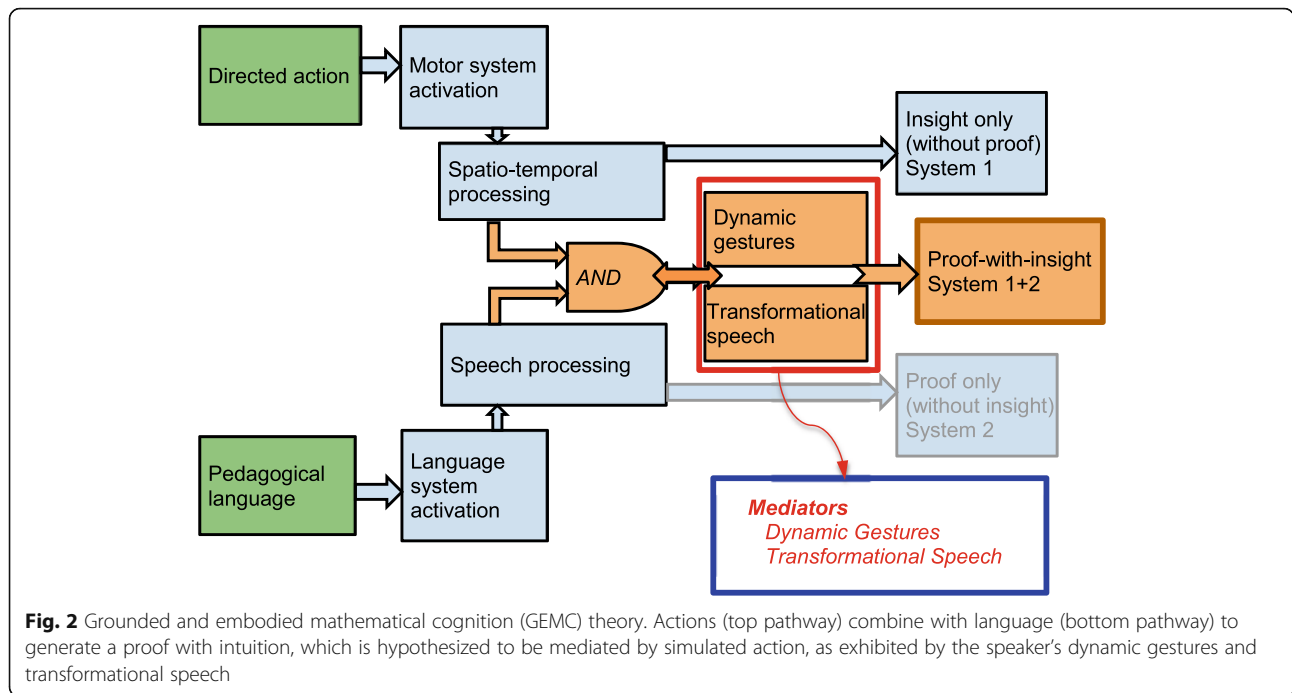 Directed action
Motor system
activation
Insight only
(without proof)
System 1
Spatio-temporal
processing
Dynamic
gestures
AND
Proof-with-insight
System 1+2
Transformational
speech
Speech processing
Proof only
(without insight)
System 2
Pedagogical
language
Language
system
activation
Mediators
Dynamic Gestures
Transformational Speech
Fig. 2 Grounded and embodied mathematical cognition (GEMC) theory. Actions (top pathway) combine with language (bottom pathway) to
generate a proof with intuition, which is hypothesized to be mediated by simulated action, as exhibited by the speaker's dynamic gestures and
transformational speech